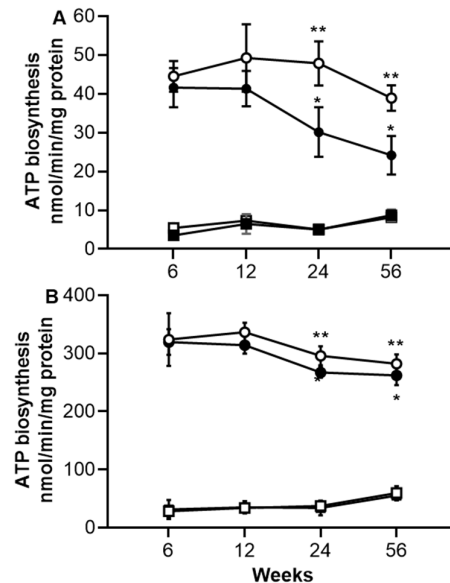 A
ATP biosynthesis
nmol/min/mg protein
60
50
40
30
20
10
0
**
**
*
*
6 12 24 56
B
ATP biosynthesis
nmol/min/mg protein
400
300
200
100
0
**
**
*
*
6 12 24 56
Weeks